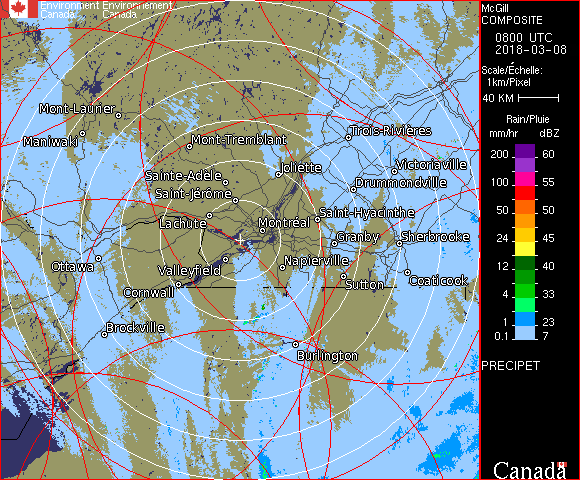 Environment Environnement
Canada Canada
McGill
COMPOSITE
0800 UTC
2018-03-08
Scale/Échelle:
1km/Pixel
40 KM
Rain/Pluie
mm/hr dBZ
200 60
100 55
50 50
24 45
12 40
4 33
1 23
0.1 7
PRECIPET
Canada
Mont-Laurier
Maniwaki
Mont-Tremblant
Trois-Rivières
Sainte-Adèle
Joliette
Victoriaville
Saint-Jérôme
Drummondville
Lachute
Montréal
Saint-Hyacinthe
Granby
Sherbrooke
Ottawa
Valleyfield
Napierville
Cornwall
Sutton
Coaticook
Brockville
Burlington